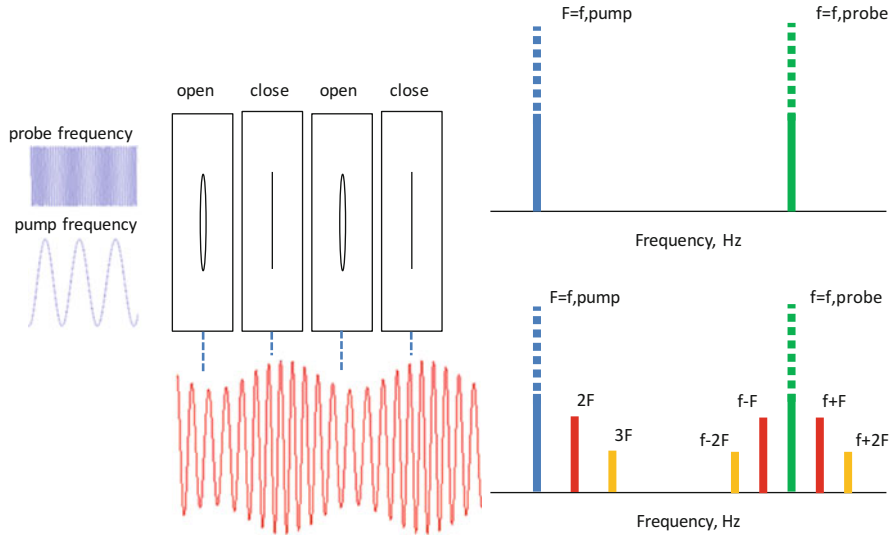 probe frequency
pump frequency
open close open close
F=f,pump f=f,probe
Frequency, Hz
F=f,pump f=f,probe
2F
3F
f-2F
f-F
f+F
f+2F
Frequency, Hz